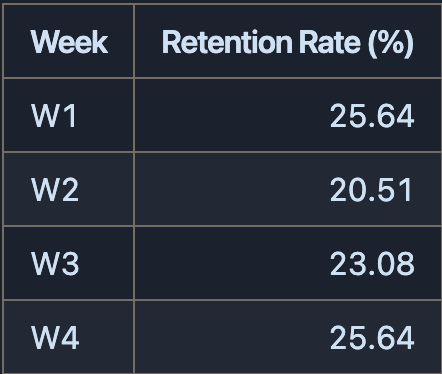 Week Retention Rate (%)
W1 25.64
W2 20.51
W3 23.08
W4 25.64